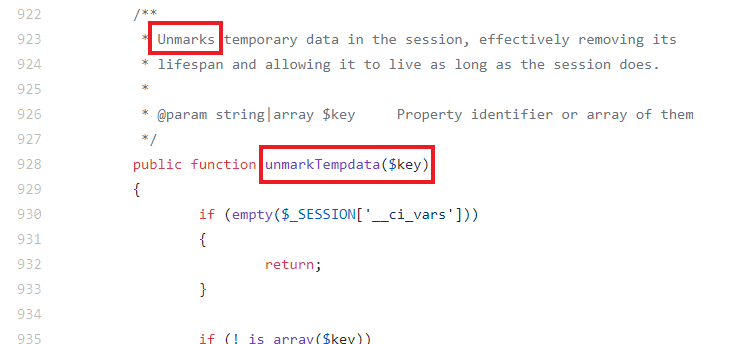 922 /**
923 * Unmarks temporary data in the session, effectively removing its
924 * lifespan and allowing it to live as long as the session does.
925 *
926 * @param string|array $key Property identifier or array of them
927 */
928 public function unmarkTempdata($key)
929 {
930 if (empty($_SESSION['__ci_vars']))
931 {
932 return;
933 }
934
935 if (! is_array($key))